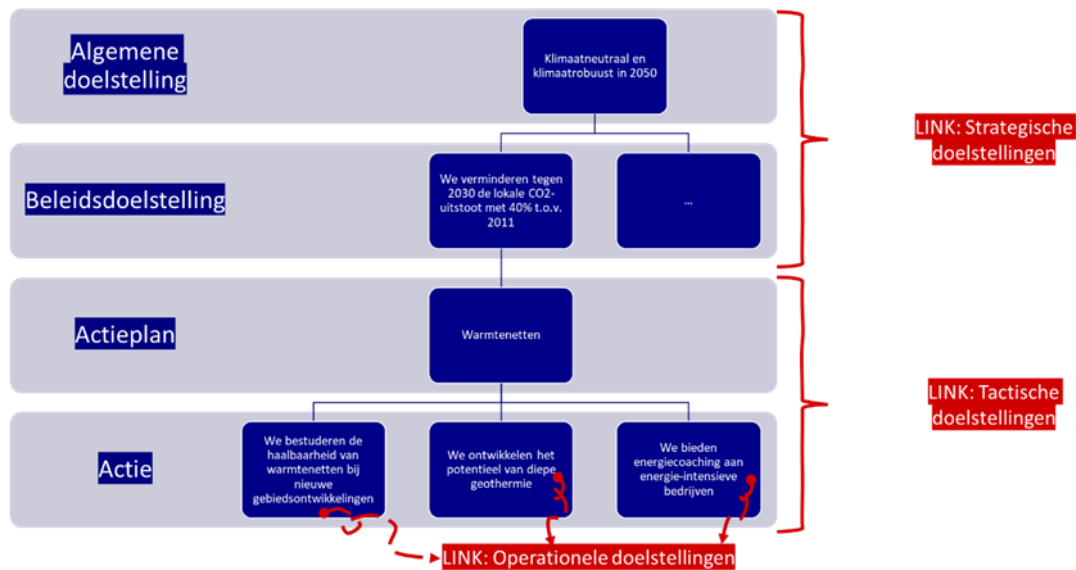 Algemene
doelstelling
Klimaatneutraal en
klimaatrobuust in 2050
LINK: Strategische
doelstellingen
Beleidsdoelstelling
We verminderen tegen
2030 de lokale CO2-
uitstoot met 40% t.o.v.
2011
...
Actieplan
Warmtenetten
LINK: Tactische
doelstellingen
Actie
We bestuderen de
haalbaarheid van
warmtenetten bij
nieuwe
gebiedsontwikkelingen
We ontwikkelen het
potentieel van diepe
geothermie
We bieden
energiecoaching aan
energie-intensieve
bedrijven
LINK: Operationele doelstellingen